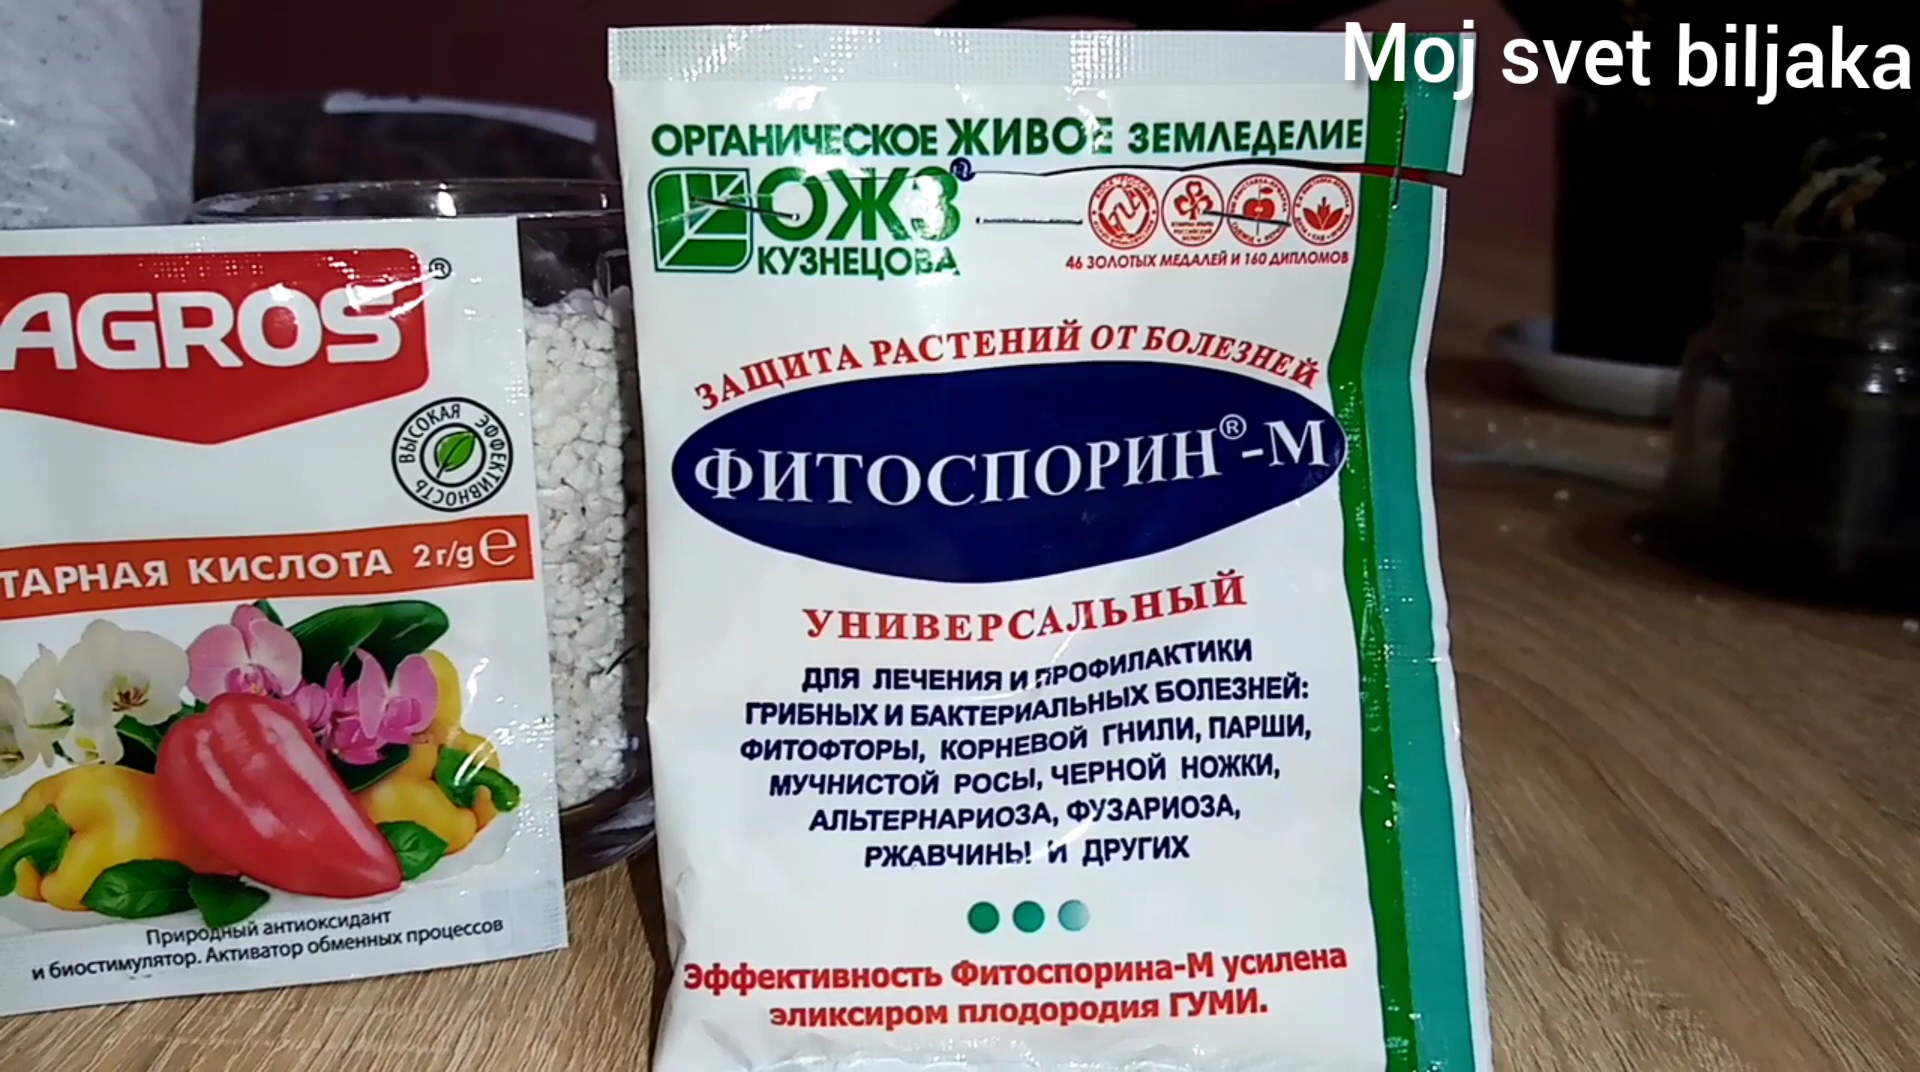 Moj svet biljaka
ОРГАНИЧЕСКОЕ ЖИВОЕ ЗЕМЛЕДЕЛИЕ
ОЖЗ
КУЗНЕЦОВА
46 ЗОЛОТЫХ МЕДАЛЕЙ И 160 ДИПЛОМОВ
ЗАЩИТА РАСТЕНИЙ ОТ БОЛЕЗНЕЙ
ФИТОСПОРИН®-М
УНИВЕРСАЛЬНЫЙ
ДЛЯ ЛЕЧЕНИЯ И ПРОФИЛАКТИКИ
ГРИБНЫХ И БАКТЕРИАЛЬНЫХ БОЛЕЗНЕЙ:
ФИТОФТОРЫ, КОРНЕВОЙ ГНИЛИ, ПАРШИ,
МУЧНИСТОЙ РОСЫ, ЧЕРНОЙ НОЖКИ,
АЛЬТЕРНАРИОЗА, ФУЗАРИОЗА,
РЖАВЧИНЫ И ДРУГИХ
Эффективность Фитоспорина-М усилена
эликсиром плодородия ГУМИ.
AGROS®
ВЫСОКАЯ ЭФФЕКТИВНОСТЬ
ТАРНАЯ КИСЛОТА 2г/g e
Природный антиоксидант
и биостимулятор. Активатор обменных процессов